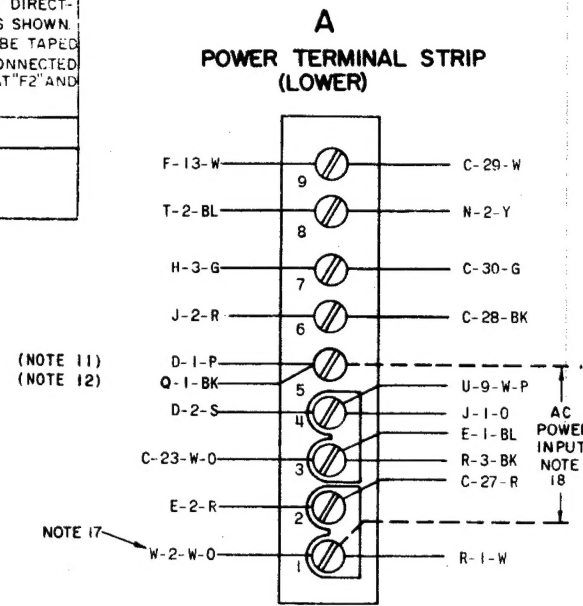 DIRECT-
S SHOWN.
BE TAPED
ONNECTED
AT "F2" AND
A
POWER TERMINAL STRIP
(LOWER)
F-13-W 9 C-29-W
T-2-BL 8 N-2-Y
H-3-G 7 C-30-G
J-2-R 6 C-28-BK
(NOTE 11) D-1-P
(NOTE 12) Q-1-BK 5 U-9-W-P
D-2-S 4 J-1-O
E-1-BL
C-23-W-O 3 R-3-BK
C-27-R
E-2-R 2
NOTE 17
W-2-W-O 1 R-1-W
AC
POWER
INPUT
NOTE
18